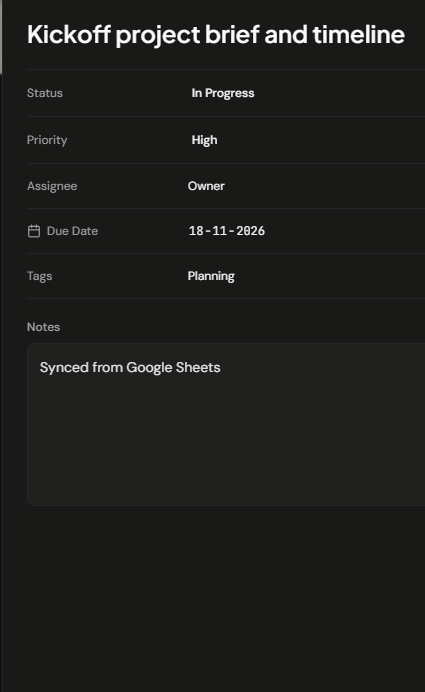 Kickoff project brief and timeline
Status In Progress
Priority High
Assignee Owner
Due Date 18-11-2026
Tags Planning
Notes
Synced from Google Sheets